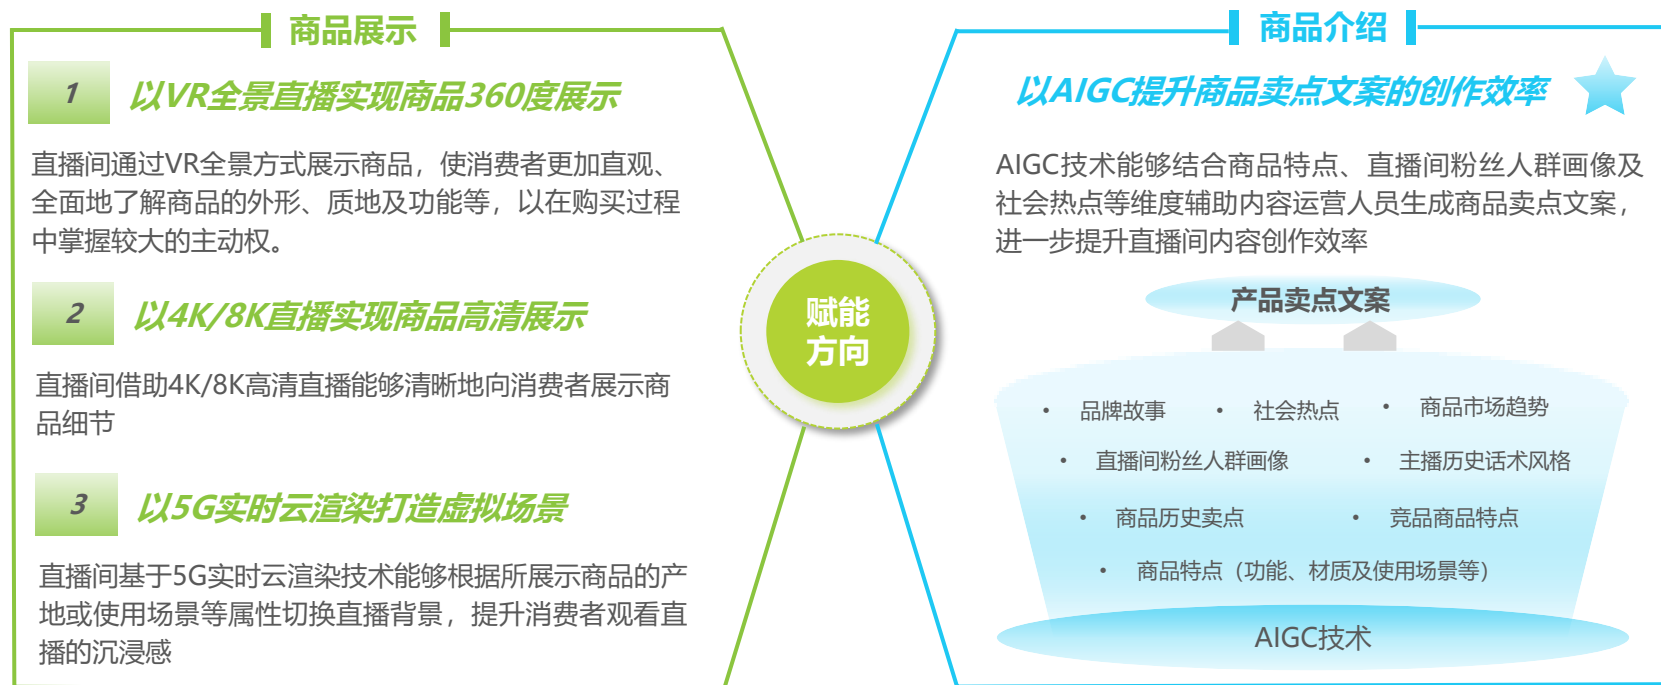 商品展示
1
以VR全景直播实现商品360度展示
直播间通过VR全景方式展示商品，使消费者更加直观、
全面地了解商品的外形、质地及功能等，以在购买过程
中掌握较大的主动权。
2
以4K/8K直播实现商品高清展示
直播间借助4K/8K高清直播能够清晰地向消费者展示商
品细节
3
以5G实时云渲染打造虚拟场景
直播间基于5G实时云渲染技术能够根据所展示商品的产
地或使用场景等属性切换直播背景，提升消费者观看直
播的沉浸感
赋能
方向
商品介绍
以AIGC提升商品卖点文案的创作效率
AIGC技术能够结合商品特点、直播间粉丝人群画像及
社会热点等维度辅助内容运营人员生成商品卖点文案，
进一步提升直播间内容创作效率
产品卖点文案
• 品牌故事 • 社会热点 • 商品市场趋势
• 直播间粉丝人群画像 • 主播历史话术风格
• 商品历史卖点 • 竞品商品特点
• 商品特点（功能、材质及使用场景等）
AIGC技术